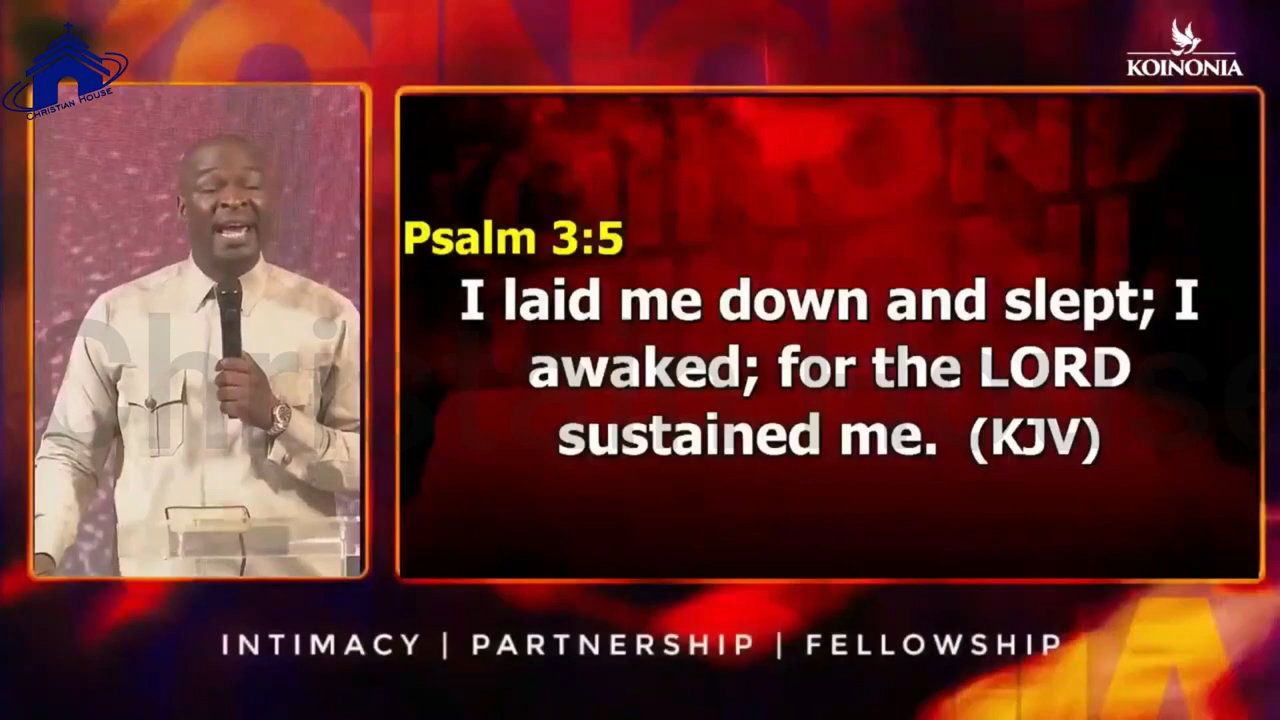 CHRISTIAN HOUSE
KOINONIA
Psalm 3:5
I laid me down and slept; I
awaked; for the LORD
sustained me. (KJV)
INTIMACY | PARTNERSHIP | FELLOWSHIP